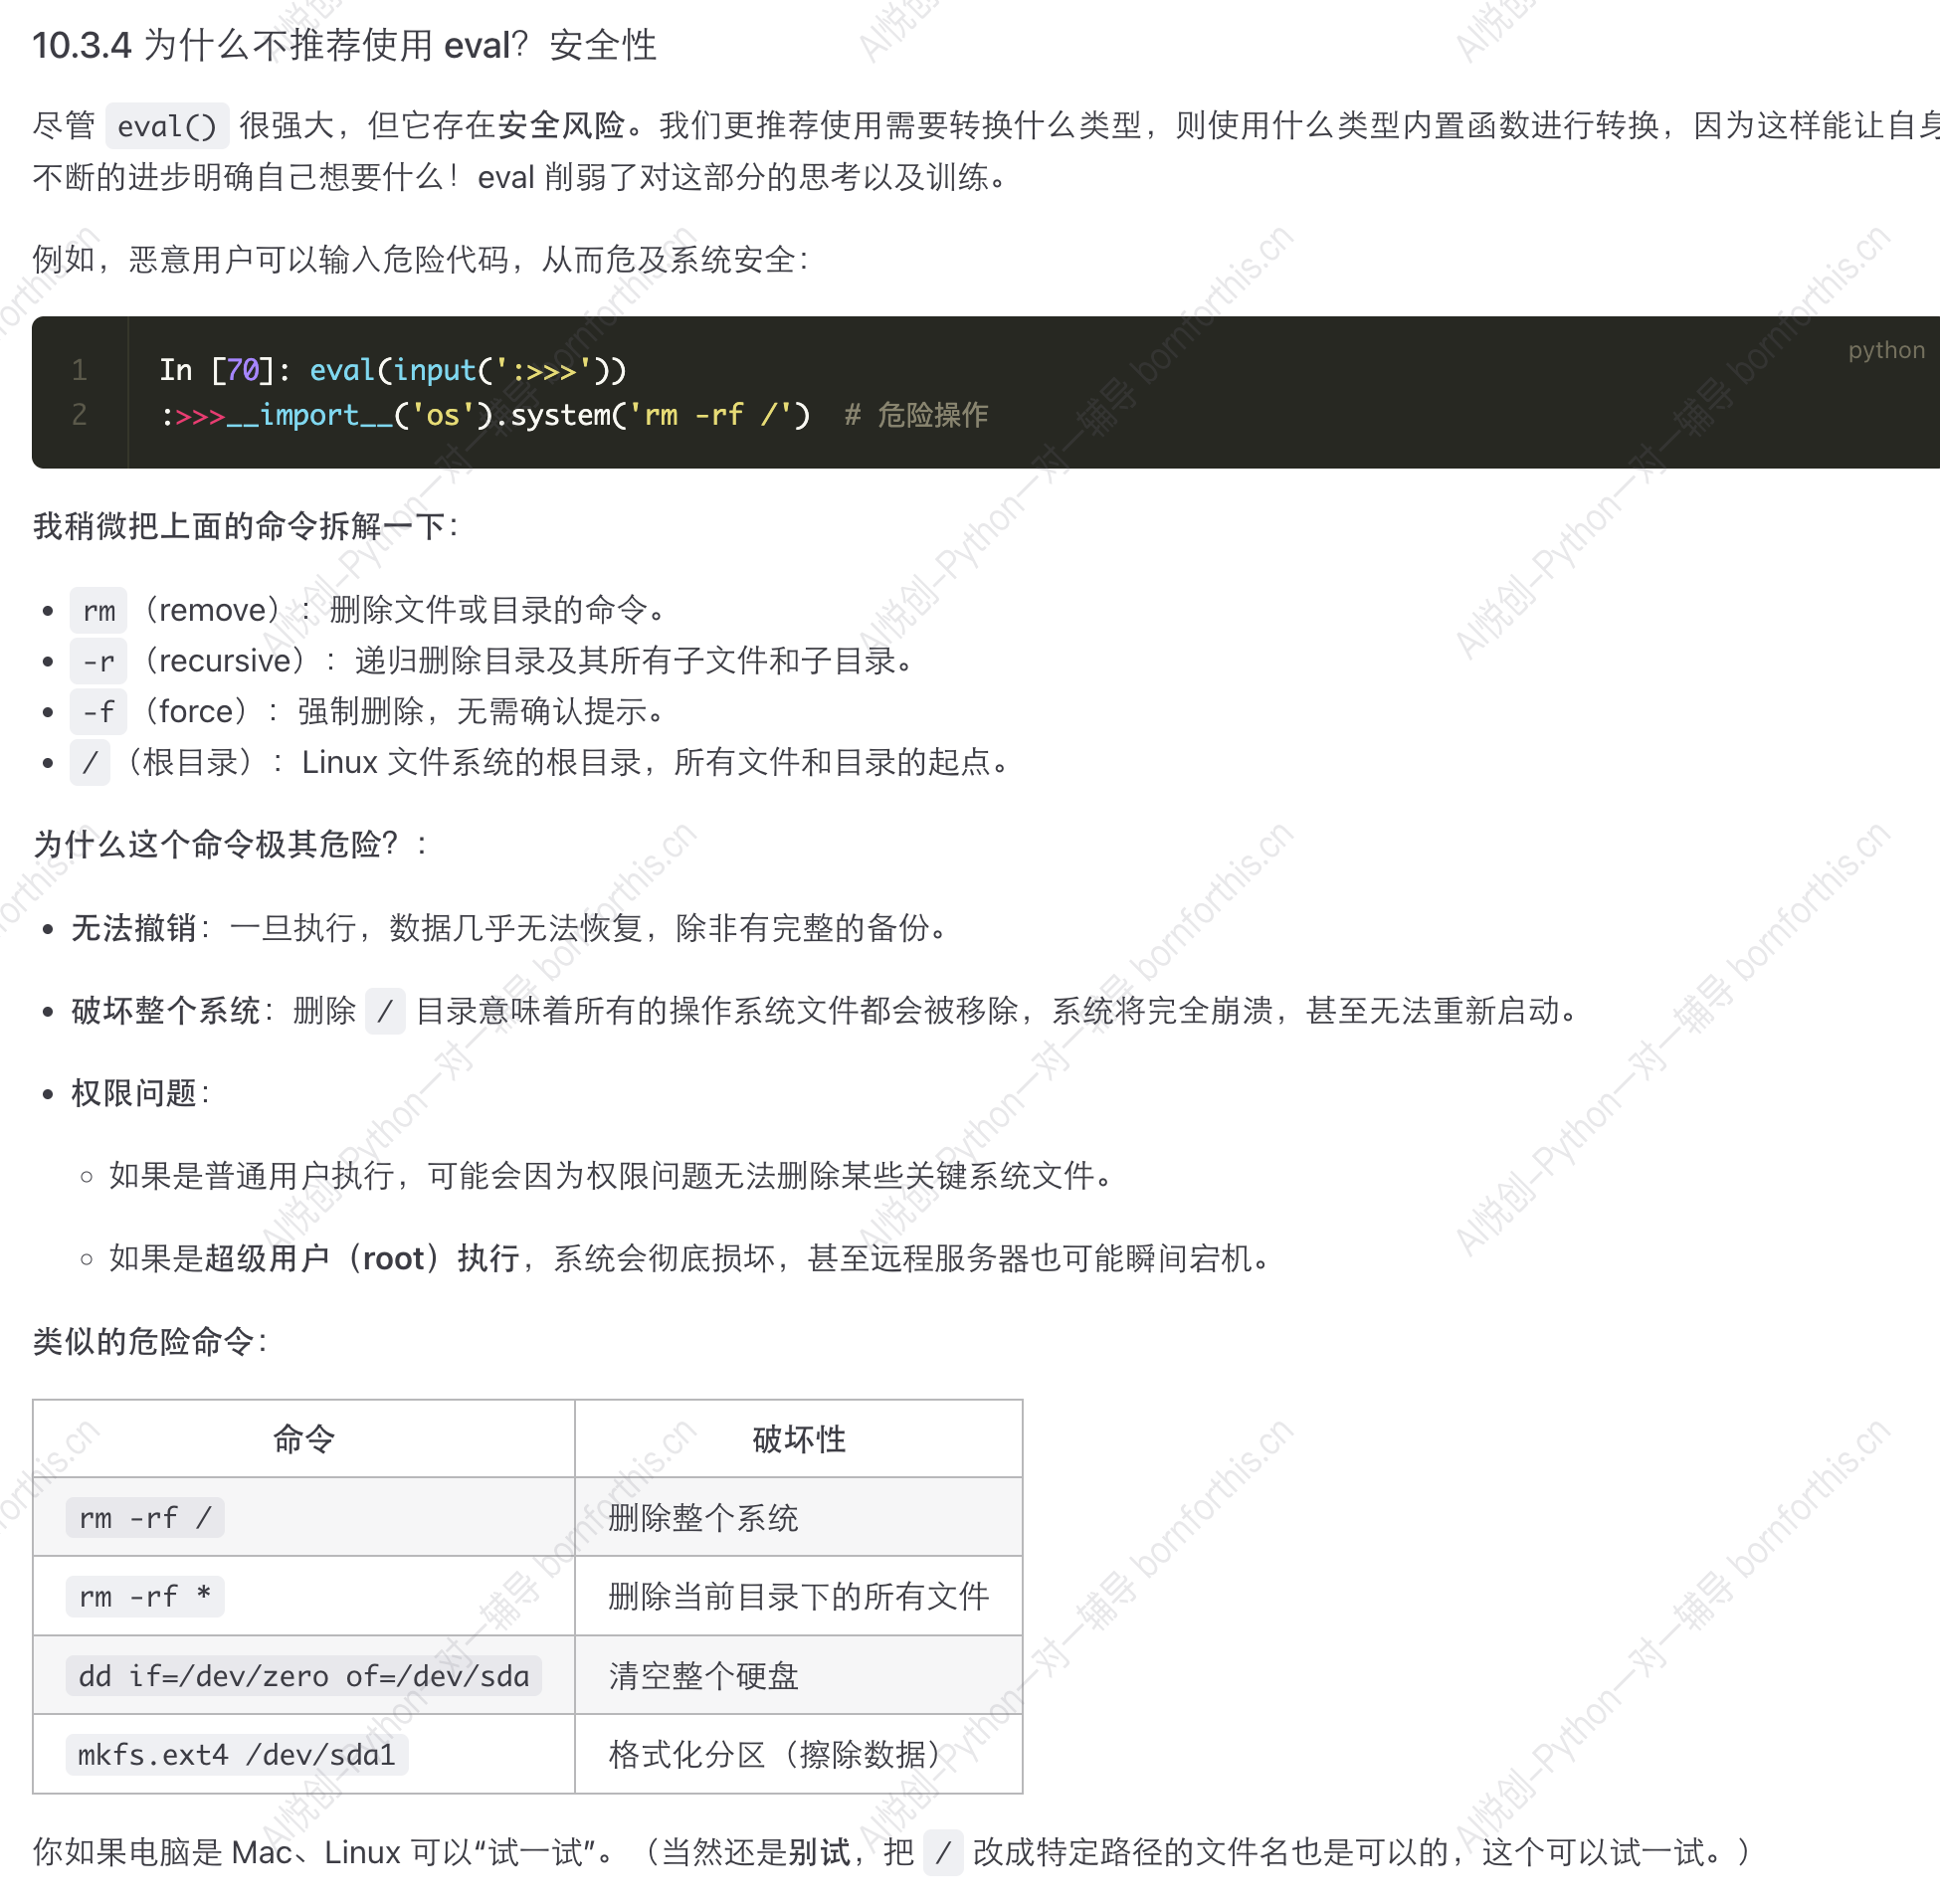 10.3.4 为什么不推荐使用 eval？安全性
尽管 eval() 很强大，但它存在安全风险。我们更推荐使用需要转换什么类型，则使用什么类型内置函数进行转换，因为这样能让自身
不断的进步明确自己想要什么！eval 削弱了对这部分的思考以及训练。
例如，恶意用户可以输入危险代码，从而危及系统安全：
python
1 In [70]: eval(input(':>>>'))
2 :>>>__import__('os').system('rm -rf /')  # 危险操作
我稍微把上面的命令拆解一下：
• rm （remove）：删除文件或目录的命令。
• -r （recursive）：递归删除目录及其所有子文件和子目录。
• -f （force）：强制删除，无需确认提示。
• / （根目录）：Linux 文件系统的根目录，所有文件和目录的起点。
为什么这个命令极其危险？：
• 无法撤销：一旦执行，数据几乎无法恢复，除非有完整的备份。
• 破坏整个系统：删除 / 目录意味着所有的操作系统文件都会被移除，系统将完全崩溃，甚至无法重新启动。
• 权限问题：
◦ 如果是普通用户执行，可能会因为权限问题无法删除某些关键系统文件。
◦ 如果是超级用户（root）执行，系统会彻底损坏，甚至远程服务器也可能瞬间宕机。
类似的危险命令：
命令 破坏性
rm -rf / 删除整个系统
rm -rf * 删除当前目录下的所有文件
dd if=/dev/zero of=/dev/sda 清空整个硬盘
mkfs.ext4 /dev/sda1 格式化分区（擦除数据）
你如果电脑是 Mac、Linux 可以“试一试”。（当然还是别试，把 / 改成特定路径的文件名也是可以的，这个可以试一试。）
AI悦创-Python一对一辅导 bornforthis.cn